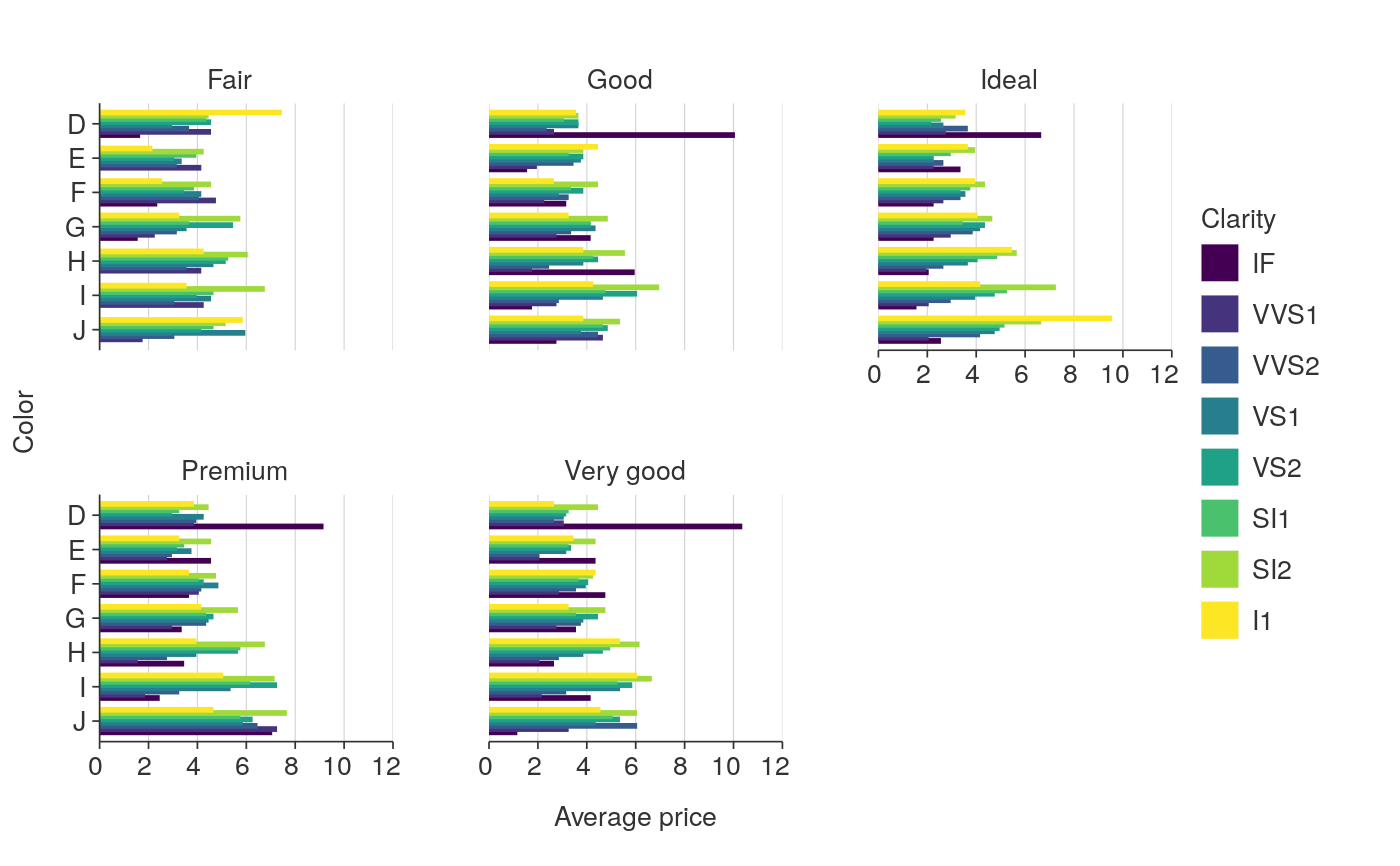 Fair Good Ideal
D
E
F
G
H
I
J
0 2 4 6 8 10 12
Clarity
IF
VVS1
VVS2
VS1
VS2
SI1
SI2
I1
Color
Premium Very good
D
E
F
G
H
I
J
0 2 4 6 8 10 12 0 2 4 6 8 10 12
Average price